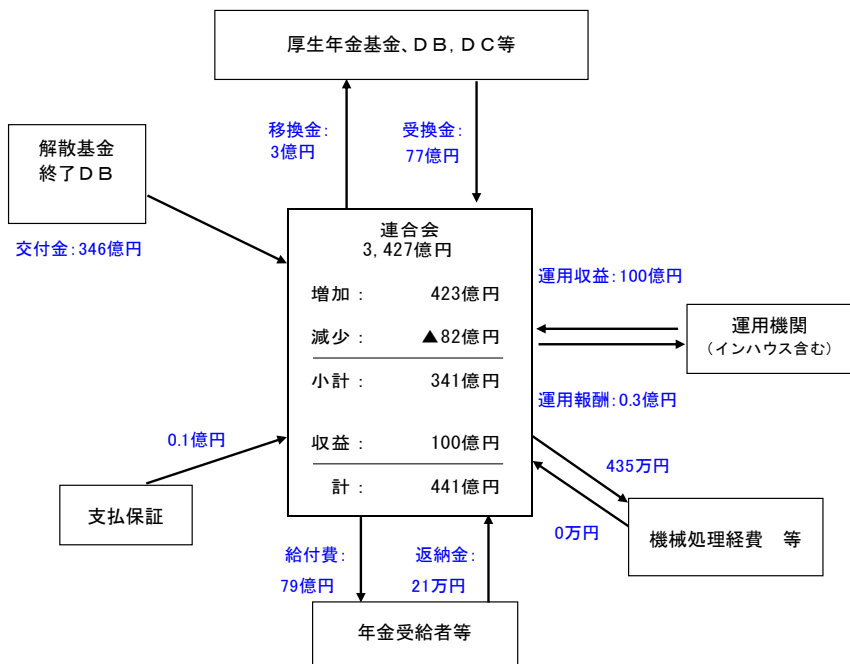 厚生年金基金、ＤＢ，ＤＣ等
移換金：
3億円
受換金：
77億円
解散基金
終了ＤＢ
交付金：346億円
連合会
3,427億円
増加： 423億円
減少： ▲82億円
小計： 341億円
収益： 100億円
計： 441億円
運用収益：100億円
運用機関
（インハウス含む）
運用報酬：0.3億円
0.1億円
支払保証
435万円
0万円
機械処理経費　等
給付費：
79億円
返納金：
21万円
年金受給者等